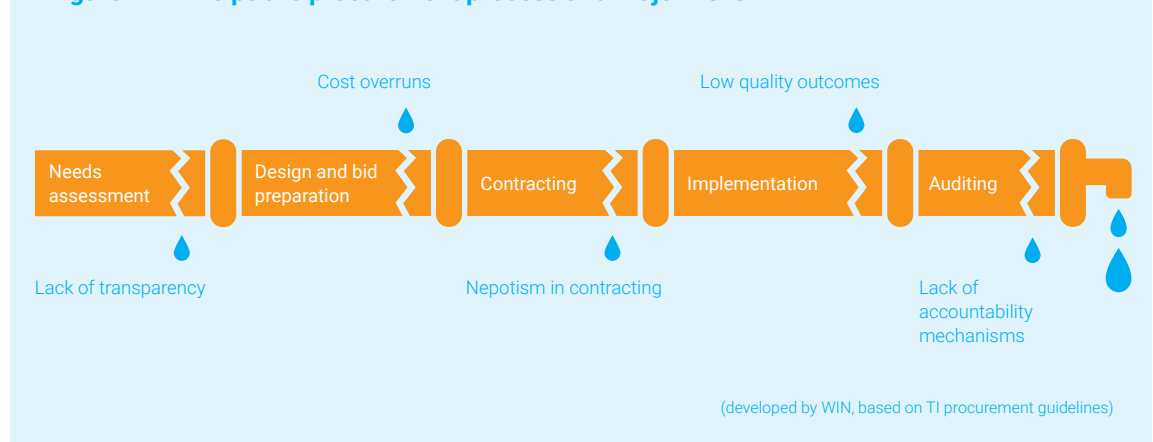 Cost overruns
Low quality outcomes
Needs
assessment
Design and bid
preparation
Contracting
Implementation
Auditing
Lack of transparency
Nepotism in contracting
Lack of
accountability
mechanisms
(developed by WIN, based on TI procurement guidelines)